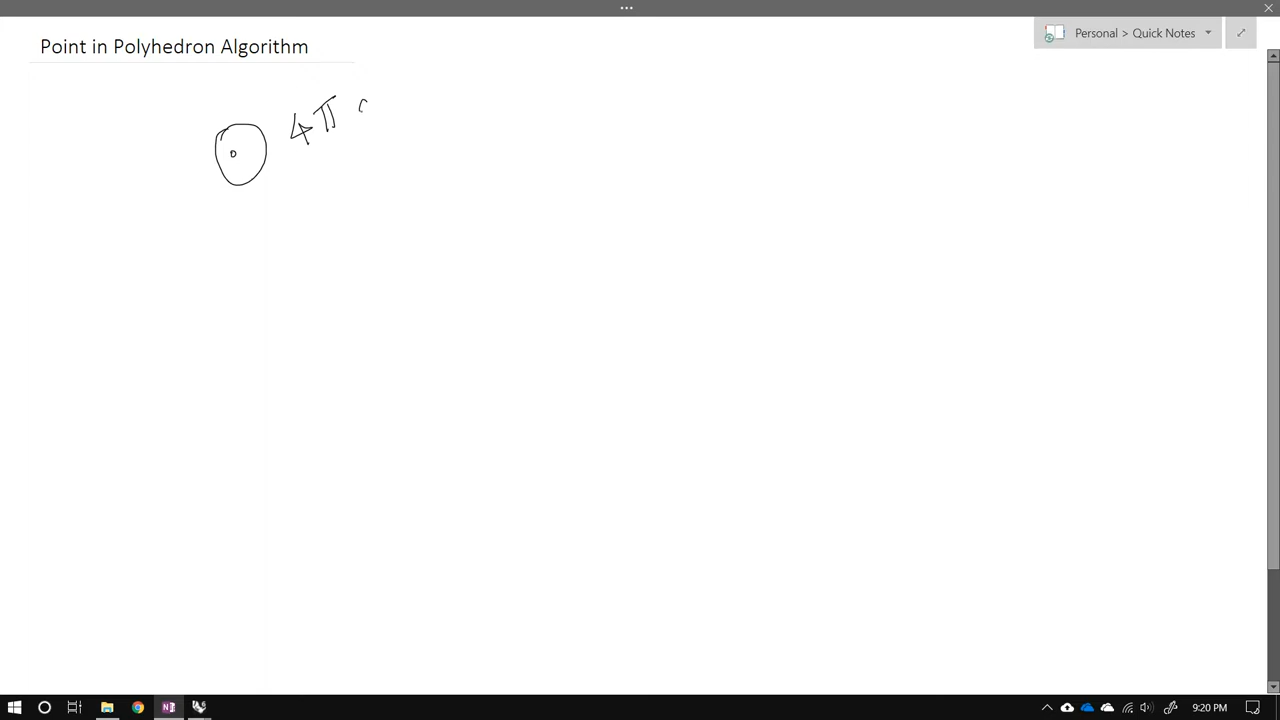 •••
Point in Polyhedron Algorithm
Personal > Quick Notes
4π
9:20 PM